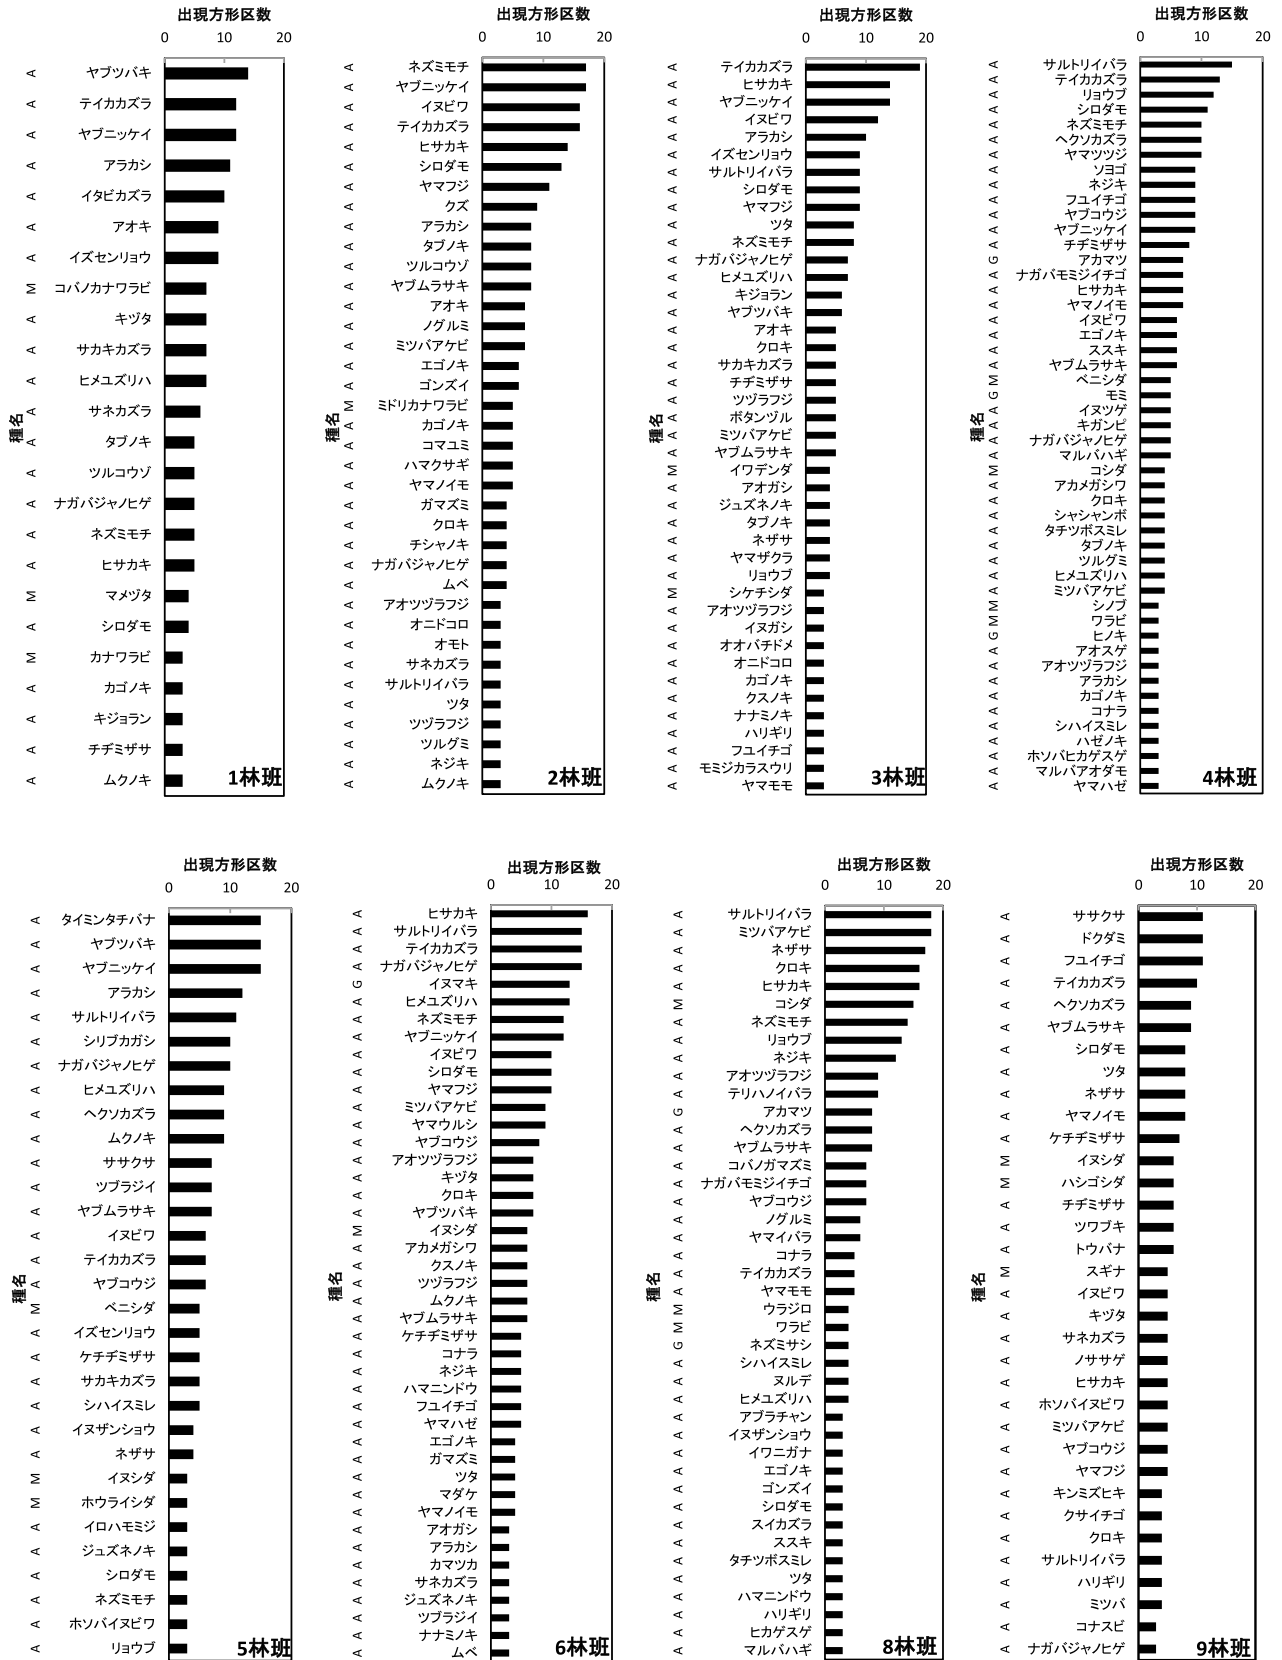 出現方形区数
0 10 20
種名
A ヤブツバキ
A テイカカズラ
A ヤブニッケイ
A アラカシ
A イタビカズラ
A アオキ
A イズセンリョウ
M コバノカナワラビ
A キヅタ
A サカキカズラ
A ヒメユズリハ
A サネカズラ
A タブノキ
A ツルコウゾ
A ナガバジャノヒゲ
A ネズミモチ
A ヒサカキ
M マメヅタ
A シロダモ
M カナワラビ
A カゴノキ
A キジョラン
A チヂミザサ
A ムクノキ
1林班
出現方形区数
0 10 20
種名
A ネズミモチ
A ヤブニッケイ
A イヌビワ
A テイカカズラ
A ヒサカキ
A シロダモ
A ヤマフジ
A クズ
A アラカシ
A タブノキ
A ツルコウゾ
A ヤブムラサキ
A アオキ
A ノグルミ
A ミツバアケビ
A エゴノキ
A ゴンズイ
M ミドリカナワラビ
A カゴノキ
A コマユミ
A ハマクサギ
A ヤマノイモ
A ガマズミ
A クロキ
A チシャノキ
A ナガバジャノヒゲ
A ムベ
A アオツヅラフジ
A オニドコロ
A オモト
A サネカズラ
A サルトリイバラ
A ツタ
A ツヅラフジ
A ツルグミ
A ネジキ
A ムクノキ
2林班
出現方形区数
0 10 20
種名
A テイカカズラ
A ヒサカキ
A ヤブニッケイ
A イヌビワ
A アラカシ
A イズセンリョウ
A サルトリイバラ
A シロダモ
A ヤマフジ
A ツタ
A ネズミモチ
A ナガバジャノヒゲ
A ヒメユズリハ
A キジョラン
A ヤブツバキ
A アオキ
A クロキ
A サカキカズラ
A チヂミザサ
A ツヅラフジ
A ボタンヅル
A ミツバアケビ
A ヤブムラサキ
M イワデンダ
A アオガシ
A ジュズネノキ
A タブノキ
A ネザサ
A ヤマザクラ
A リョウブ
M シケチシダ
A アオツヅラフジ
A イヌガシ
A オオバチドメ
A オニドコロ
A カゴノキ
A クスノキ
A ナナミノキ
A ハリギリ
A フユイチゴ
A モミジカラスウリ
A ヤマモモ
3林班
出現方形区数
0 10 20
種名
A サルトリイバラ
A テイカカズラ
A リョウブ
A シロダモ
A ネズミモチ
A ヘクソカズラ
A ヤマツツジ
A ソヨゴ
A ネジキ
A フユイチゴ
A ヤブコウジ
A ヤブニッケイ
A チヂミザサ
G アカマツ
A ナガバモミジイチゴ
A ヒサカキ
A ヤマノイモ
A イヌビワ
A エゴノキ
A ススキ
A ヤブムラサキ
M ベニシダ
G モミ
A イヌツゲ
A キガンピ
A ナガバジャノヒゲ
A マルバハギ
M コシダ
A アカメガシワ
A クロキ
A シャシャンボ
A タチツボスミレ
A タブノキ
A ツルグミ
A ヒメユズリハ
A ミツバアケビ
M シノブ
M ワラビ
G ヒノキ
A アオスゲ
A アオツヅラフジ
A アラカシ
A カゴノキ
A コナラ
A シハイスミレ
A ハゼノキ
A ホソバヒカゲスゲ
A マルバアオダモ
A ヤマハゼ
4林班
出現方形区数
0 10 20
種名
A タイミンタチバナ
A ヤブツバキ
A ヤブニッケイ
A アラカシ
A サルトリイバラ
A シリブカガシ
A ナガバジャノヒゲ
A ヒメユズリハ
A ヘクソカズラ
A ムクノキ
A ササクサ
A ツブラジイ
A ヤブムラサキ
A イヌビワ
A テイカカズラ
A ヤブコウジ
M ベニシダ
A イズセンリョウ
A ケチヂミザサ
A サカキカズラ
A シハイスミレ
A イヌザンショウ
A ネザサ
M イヌシダ
M ホウライシダ
A イロハモミジ
A ジュズネノキ
A シロダモ
A ネズミモチ
A ホソバイヌビワ
A リョウブ
5林班
出現方形区数
0 10 20
種名
A ヒサカキ
A サルトリイバラ
A テイカカズラ
A ナガバジャノヒゲ
G イヌマキ
A ヒメユズリハ
A ネズミモチ
A ヤブニッケイ
A イヌビワ
A シロダモ
A ヤマフジ
A ミツバアケビ
A ヤマウルシ
A ヤブコウジ
A アオツヅラフジ
A キヅタ
A クロキ
A ヤブツバキ
M イヌシダ
A アカメガシワ
A クスノキ
A ツヅラフジ
A ムクノキ
A ヤブムラサキ
A ケチヂミザサ
A コナラ
A ネジキ
A ハマニンドウ
A フユイチゴ
A ヤマハゼ
A エゴノキ
A ガマズミ
A ツタ
A マダケ
A ヤマノイモ
A アオガシ
A アラカシ
A カマツカ
A サネカズラ
A ジュズネノキ
A ツブラジイ
A ナナミノキ
A ムベ
6林班
出現方形区数
0 10 20
種名
A サルトリイバラ
A ミツバアケビ
A ネザサ
A クロキ
A ヒサカキ
M コシダ
A ネズミモチ
A リョウブ
A ネジキ
A アオツヅラフジ
A テリハノイバラ
G アカマツ
A ヘクソカズラ
A ヤブムラサキ
A コバノガマズミ
A ナガバモミジイチゴ
A ヤブコウジ
A ノグルミ
A ヤマイバラ
A コナラ
A テイカカズラ
A ヤマモモ
M ウラジロ
M ワラビ
G ネズミサシ
A シハイスミレ
A ヌルデ
A ヒメユズリハ
A アブラチャン
A イヌザンショウ
A イワニガナ
A エゴノキ
A ゴンズイ
A シロダモ
A スイカズラ
A ススキ
A タチツボスミレ
A ツタ
A ハマニンドウ
A ハリギリ
A ヒカゲスゲ
A マルバハギ
8林班
出現方形区数
0 10 20
種名
A ササクサ
A ドクダミ
A フユイチゴ
A テイカカズラ
A ヘクソカズラ
A ヤブムラサキ
A シロダモ
A ツタ
A ネザサ
A ヤマノイモ
A ケチヂミザサ
M イヌシダ
M ハシゴシダ
A チヂミザサ
A ツワブキ
A トウバナ
M スギナ
A イヌビワ
A キヅタ
A サネカズラ
A ノササゲ
A ヒサカキ
A ホソバイヌビワ
A ミツバアケビ
A ヤブコウジ
A ヤマフジ
A キンミズヒキ
A クサイチゴ
A クロキ
A サルトリイバラ
A ハリギリ
A ミツバ
A コナスビ
A ナガバジャノヒゲ
9林班